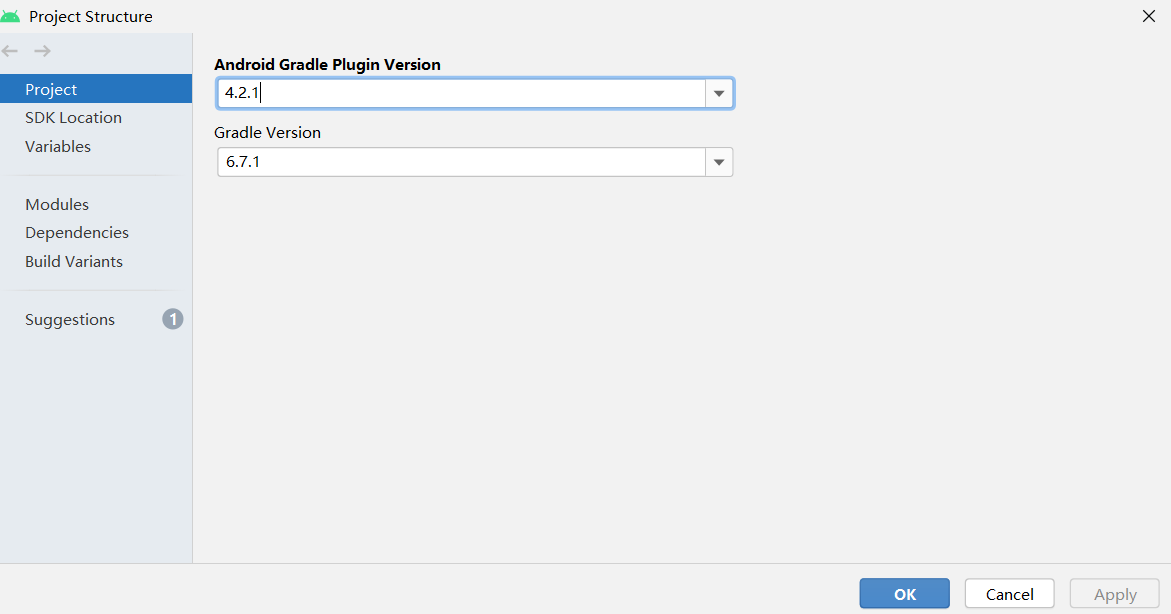 Project Structure
Project
SDK Location
Variables
Modules
Dependencies
Build Variants
Suggestions 1
Android Gradle Plugin Version
4.2.1
Gradle Version
6.7.1
OK
Cancel
Apply